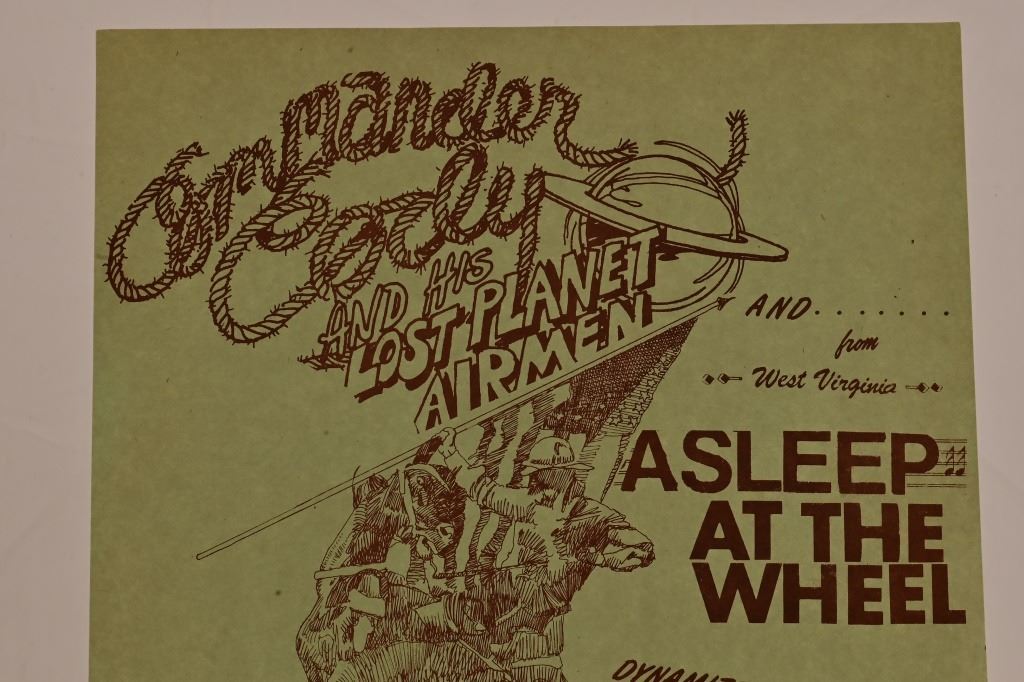 Commander
Cody
AND HIS
LOST PLANET
AIRMEN
AND........
from
West Virginia
ASLEEP
AT THE
WHEEL